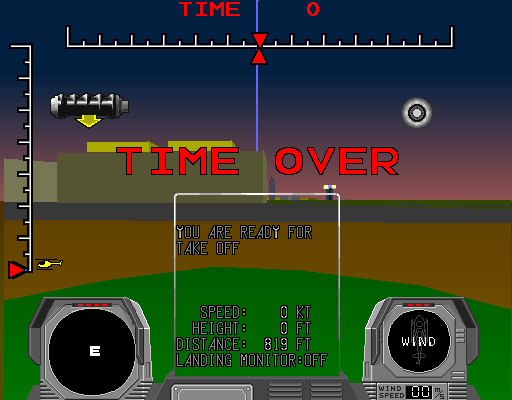 TIME 0
TIME OVER
YOU ARE READY FOR
TAKE OFF
SPEED: 0 KT
HEIGHT: 0 FT
DISTANCE: 819 FT
LANDING MONITOR:OFF
E
WIND
WIND
SPEED 00 m/s